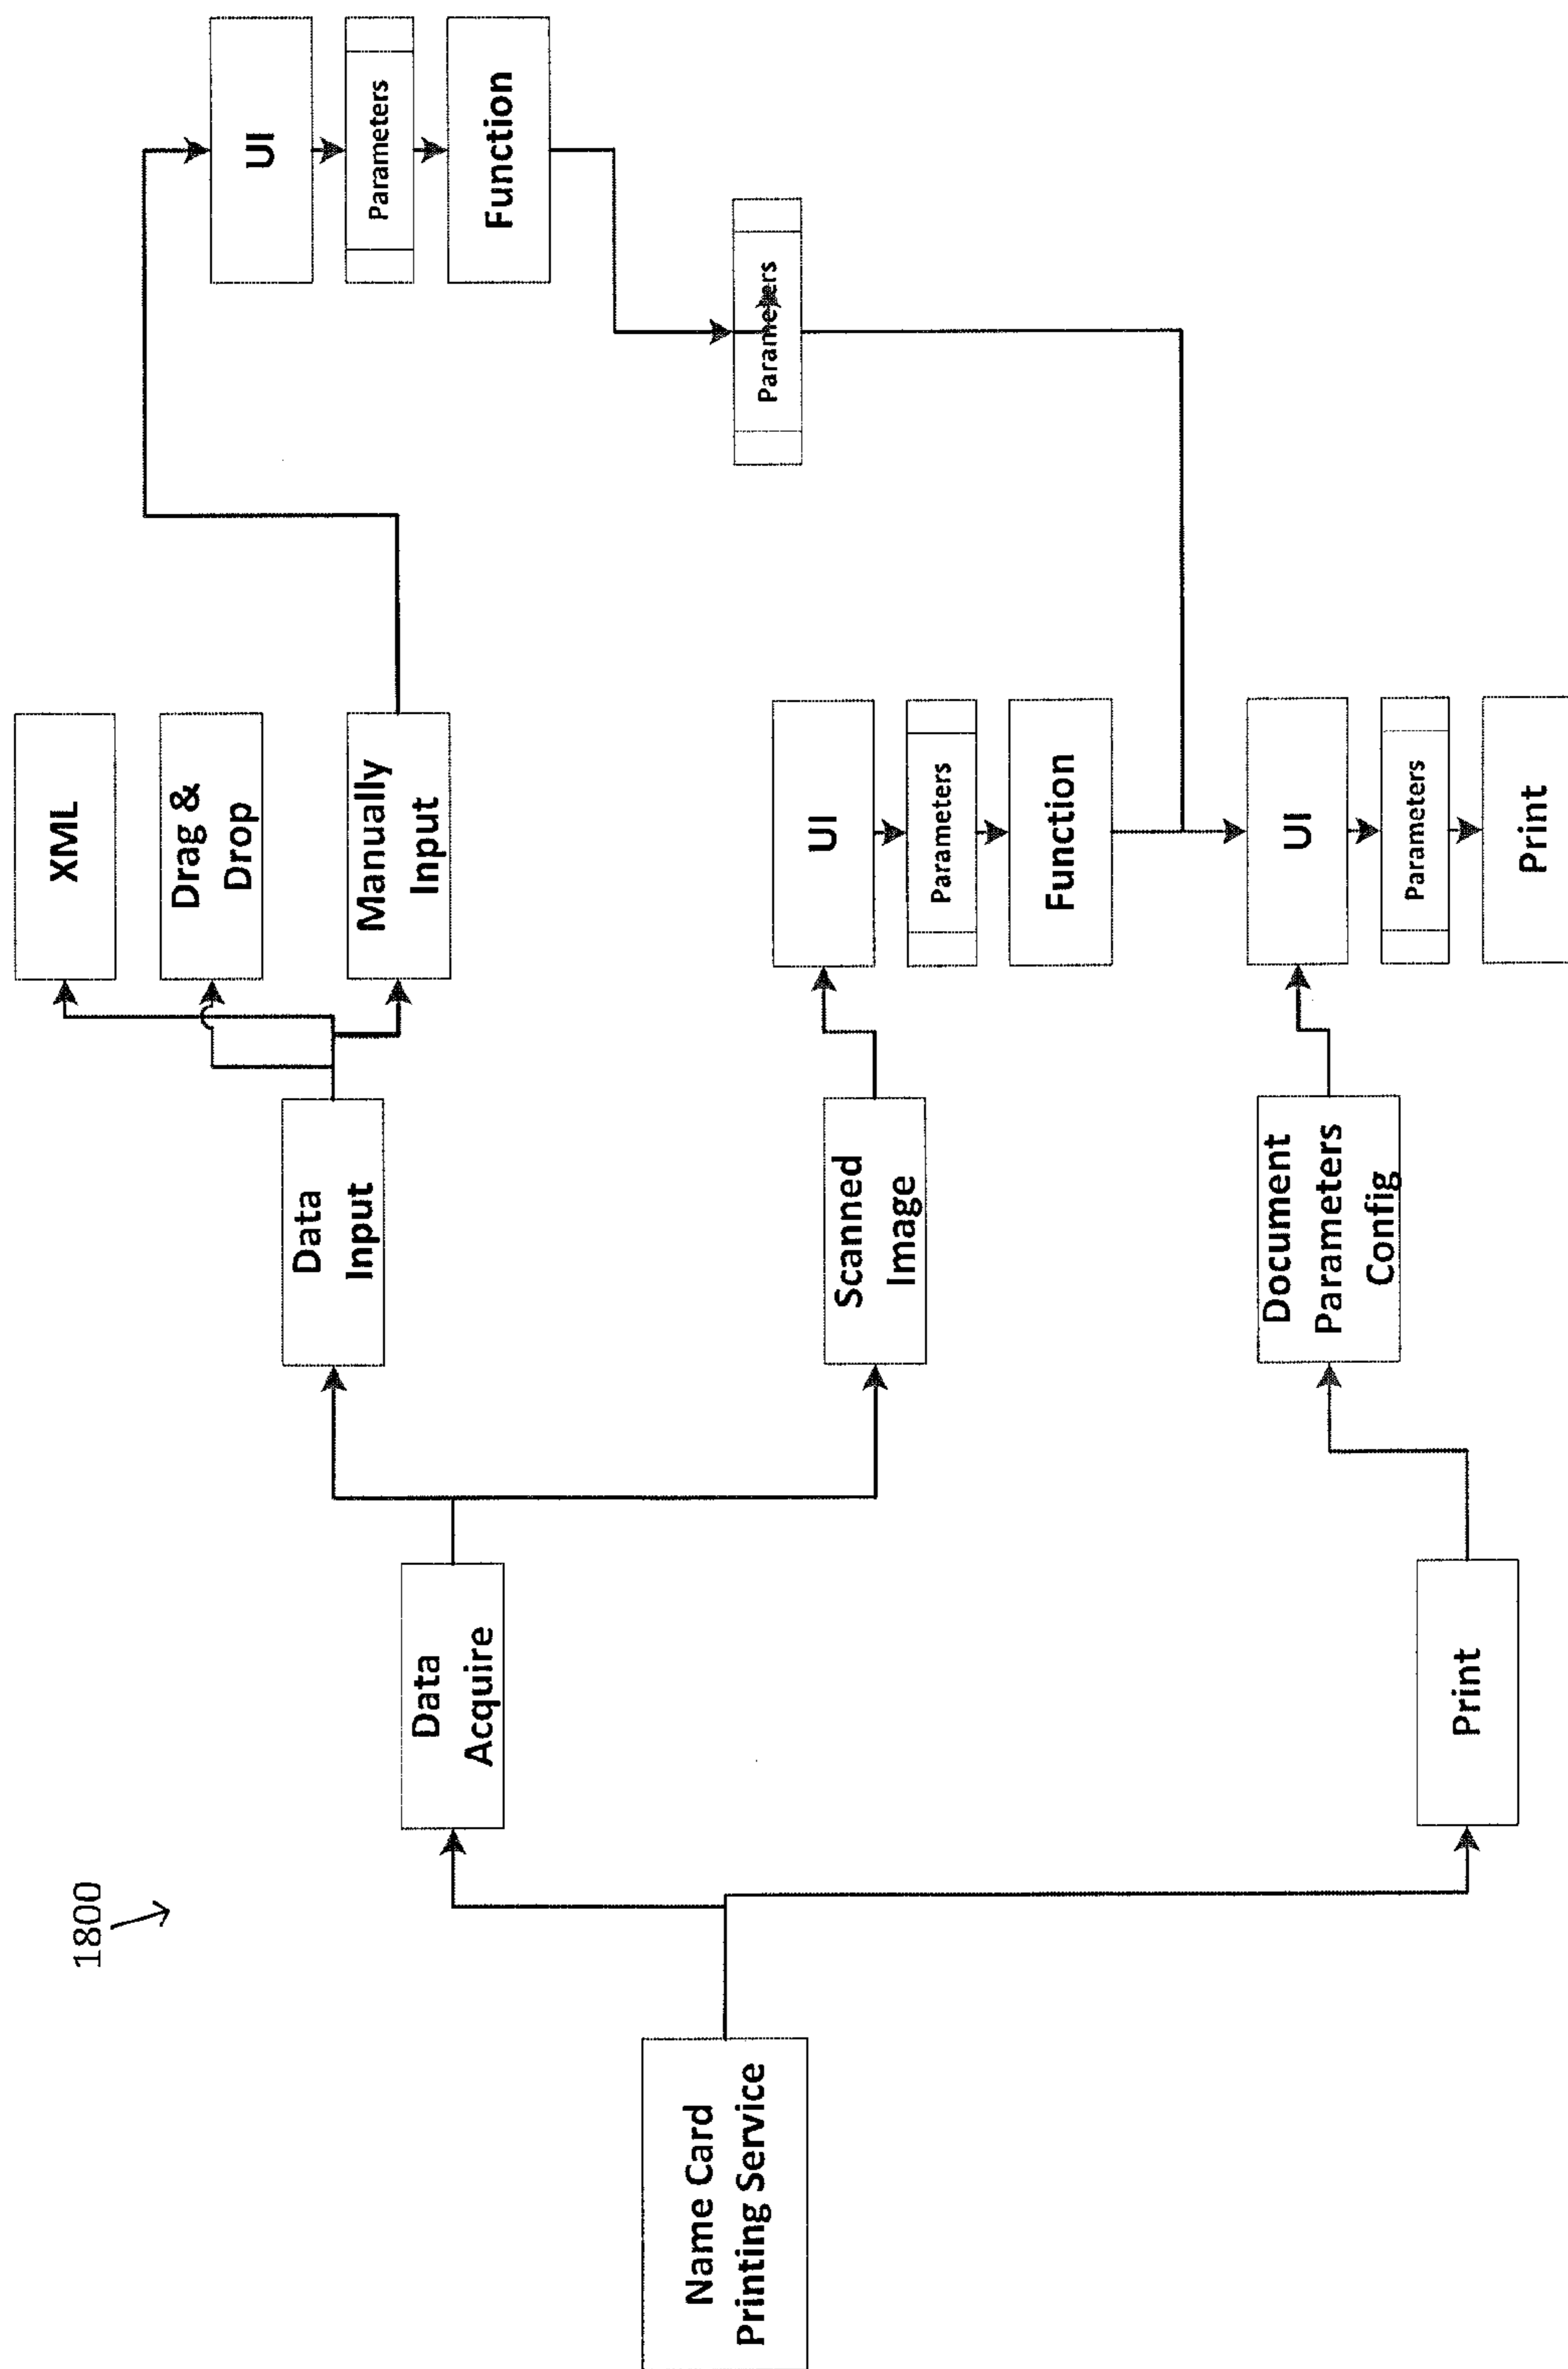 1800
Name Card
Printing Service
Data
Acquire
Print
Data
Input
Scanned
Image
Document
Parameters
Config
XML
Drag &
Drop
Manually
Input
UI
Parameters
Function
UI
Parameters
Print
UI
Parameters
Function
Parameters